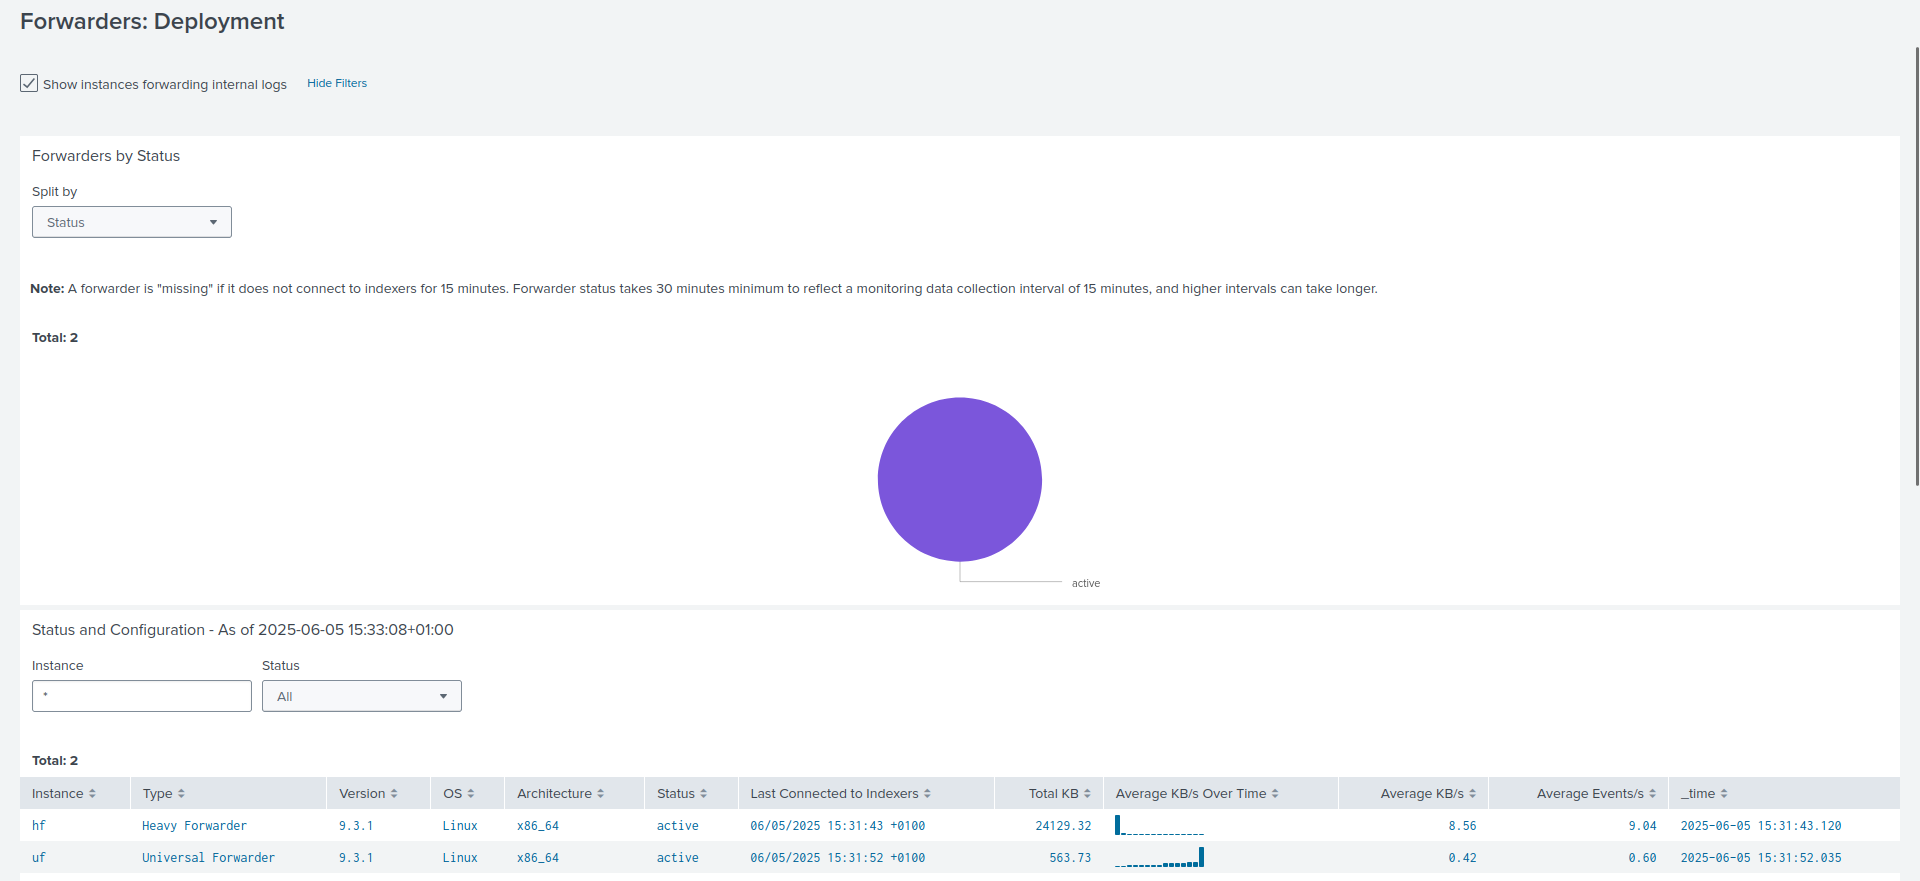 Forwarders: Deployment
Show instances forwarding internal logs Hide Filters
Forwarders by Status
Split by
Status
Note: A forwarder is "missing" if it does not connect to indexers for 15 minutes. Forwarder status takes 30 minutes minimum to reflect a monitoring data collection interval of 15 minutes, and higher intervals can take longer.
Total: 2
active
Status and Configuration - As of 2025-06-05 15:33:08+01:00
Instance Status
* All
Total: 2
Instance Type Version OS Architecture Status Last Connected to Indexers Total KB Average KB/s Over Time Average KB/s Average Events/s _time
hf Heavy Forwarder 9.3.1 Linux x86_64 active 06/05/2025 15:31:43 +0100 24129.32 8.56 9.04 2025-06-05 15:31:43.120
uf Universal Forwarder 9.3.1 Linux x86_64 active 06/05/2025 15:31:52 +0100 563.73 0.42 0.60 2025-06-05 15:31:52.035